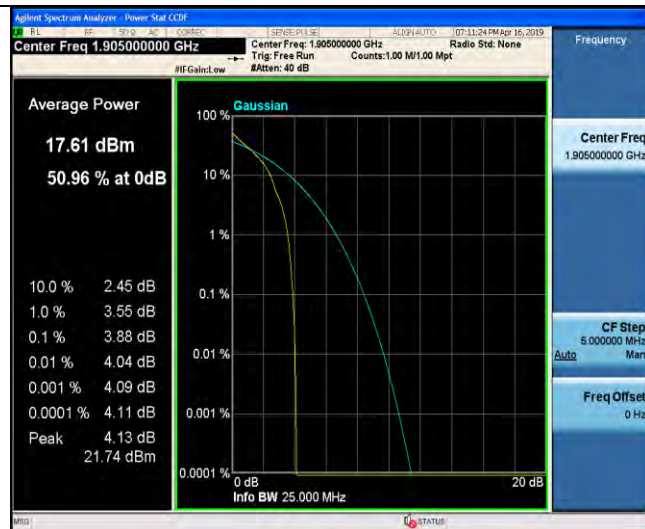 Agilent Spectrum Analyzer - Power Stat CCDF
RL RF 50 Ω AC CORREC SENSE:PULSE ALIGN AUTO 07:11:24 PM Apr 16, 2019
Center Freq 1.905000000 GHz
Center Freq: 1.905000000 GHz Radio Std: None
Trig: Free Run Counts:1.00 M/1.00 Mpt
#IFGain:Low #Atten: 40 dB
Frequency
Average Power
17.61 dBm
50.96 % at 0dB
10.0 % 2.45 dB
1.0 % 3.55 dB
0.1 % 3.88 dB
0.01 % 4.04 dB
0.001 % 4.09 dB
0.0001 % 4.11 dB
Peak 4.13 dB
21.74 dBm
Gaussian
100 %
10 %
1 %
0.1 %
0.01 %
0.001 %
0.0001 %
0 dB 20 dB
Info BW 25.000 MHz
Center Freq
1.905000000 GHz
CF Step
5.000000 MHz
Auto Man
Freq Offset
0 Hz
MSG STATUS